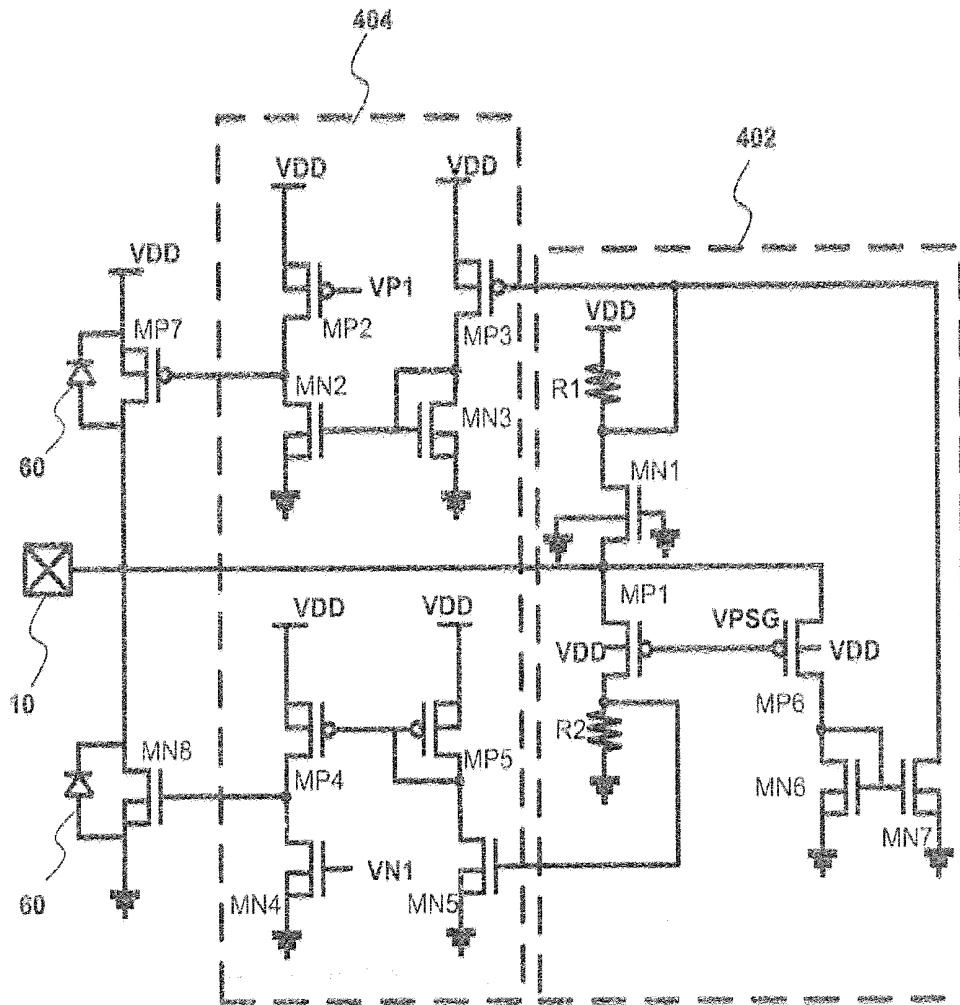 404
402
VDD
VDD
VDD
VP1
MP7
MP2
MP3
VDD
R1
MN2
MN3
60
MN1
MP1
VDD
VDD
VPSG
VDD
VDD
10
MP6
R2
MN8
MP4
MP5
MN6
MN7
VN1
60
MN4
MN5